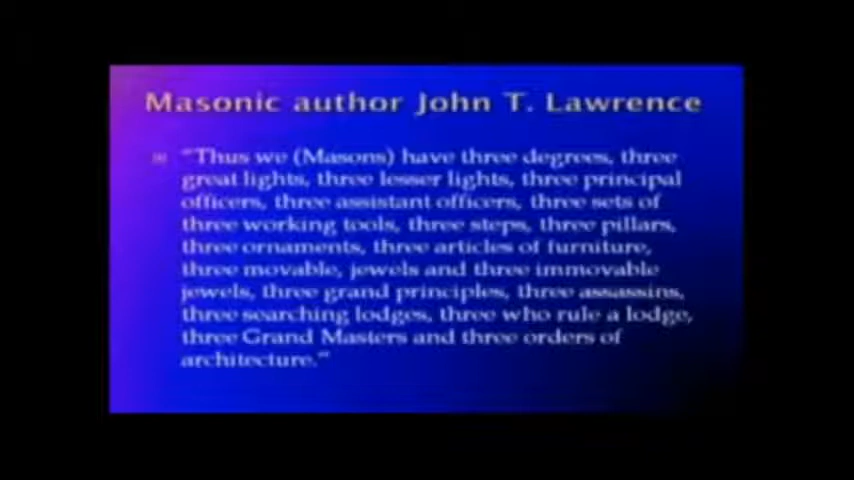 Masonic author John T. Lawrence
"Thus we (Masons) have three degrees, three
great lights, three lesser lights, three principal
officers, three assistant officers, three sets of
three working tools, three steps, three pillars,
three ornaments, three articles of furniture,
three movable, jewels and three immovable
jewels, three grand principles, three assassins,
three searching lodges, three who rule a lodge,
three Grand Masters and three orders of
architecture."